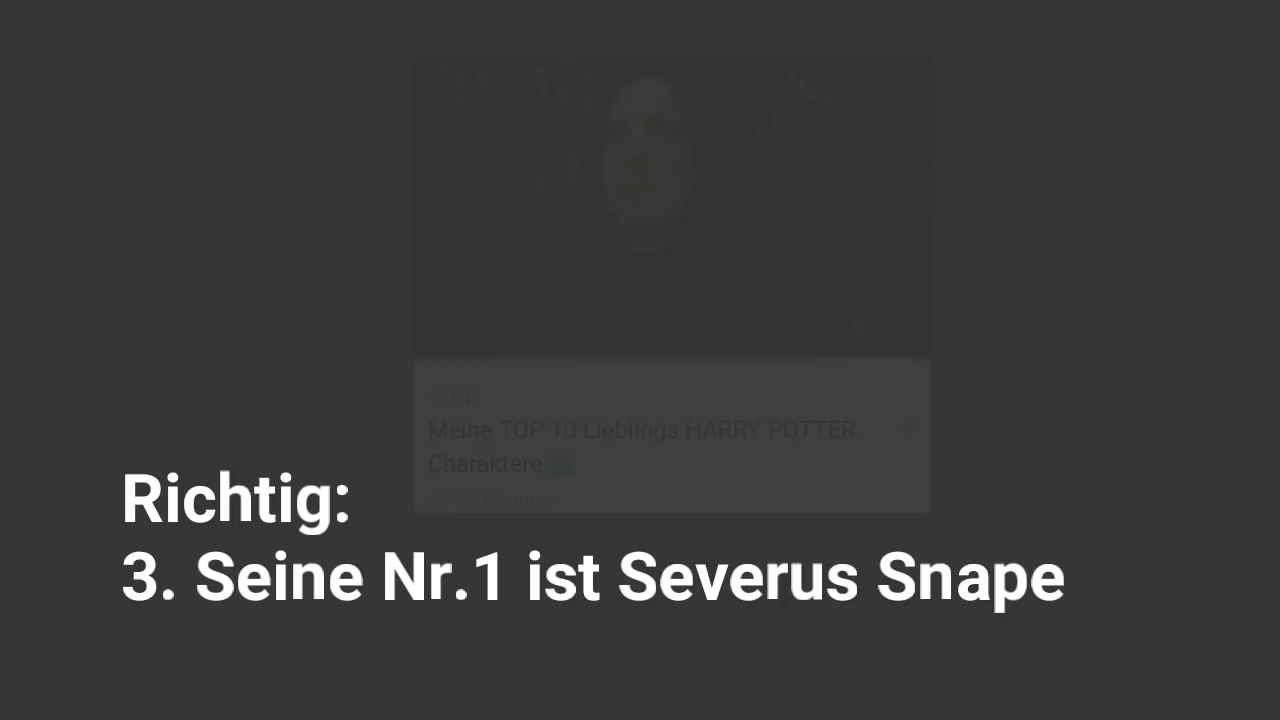 Meine TOP 10 Lieblings HARRY POTTER
Charaktere
Richtig:
3. Seine Nr.1 ist Severus Snape